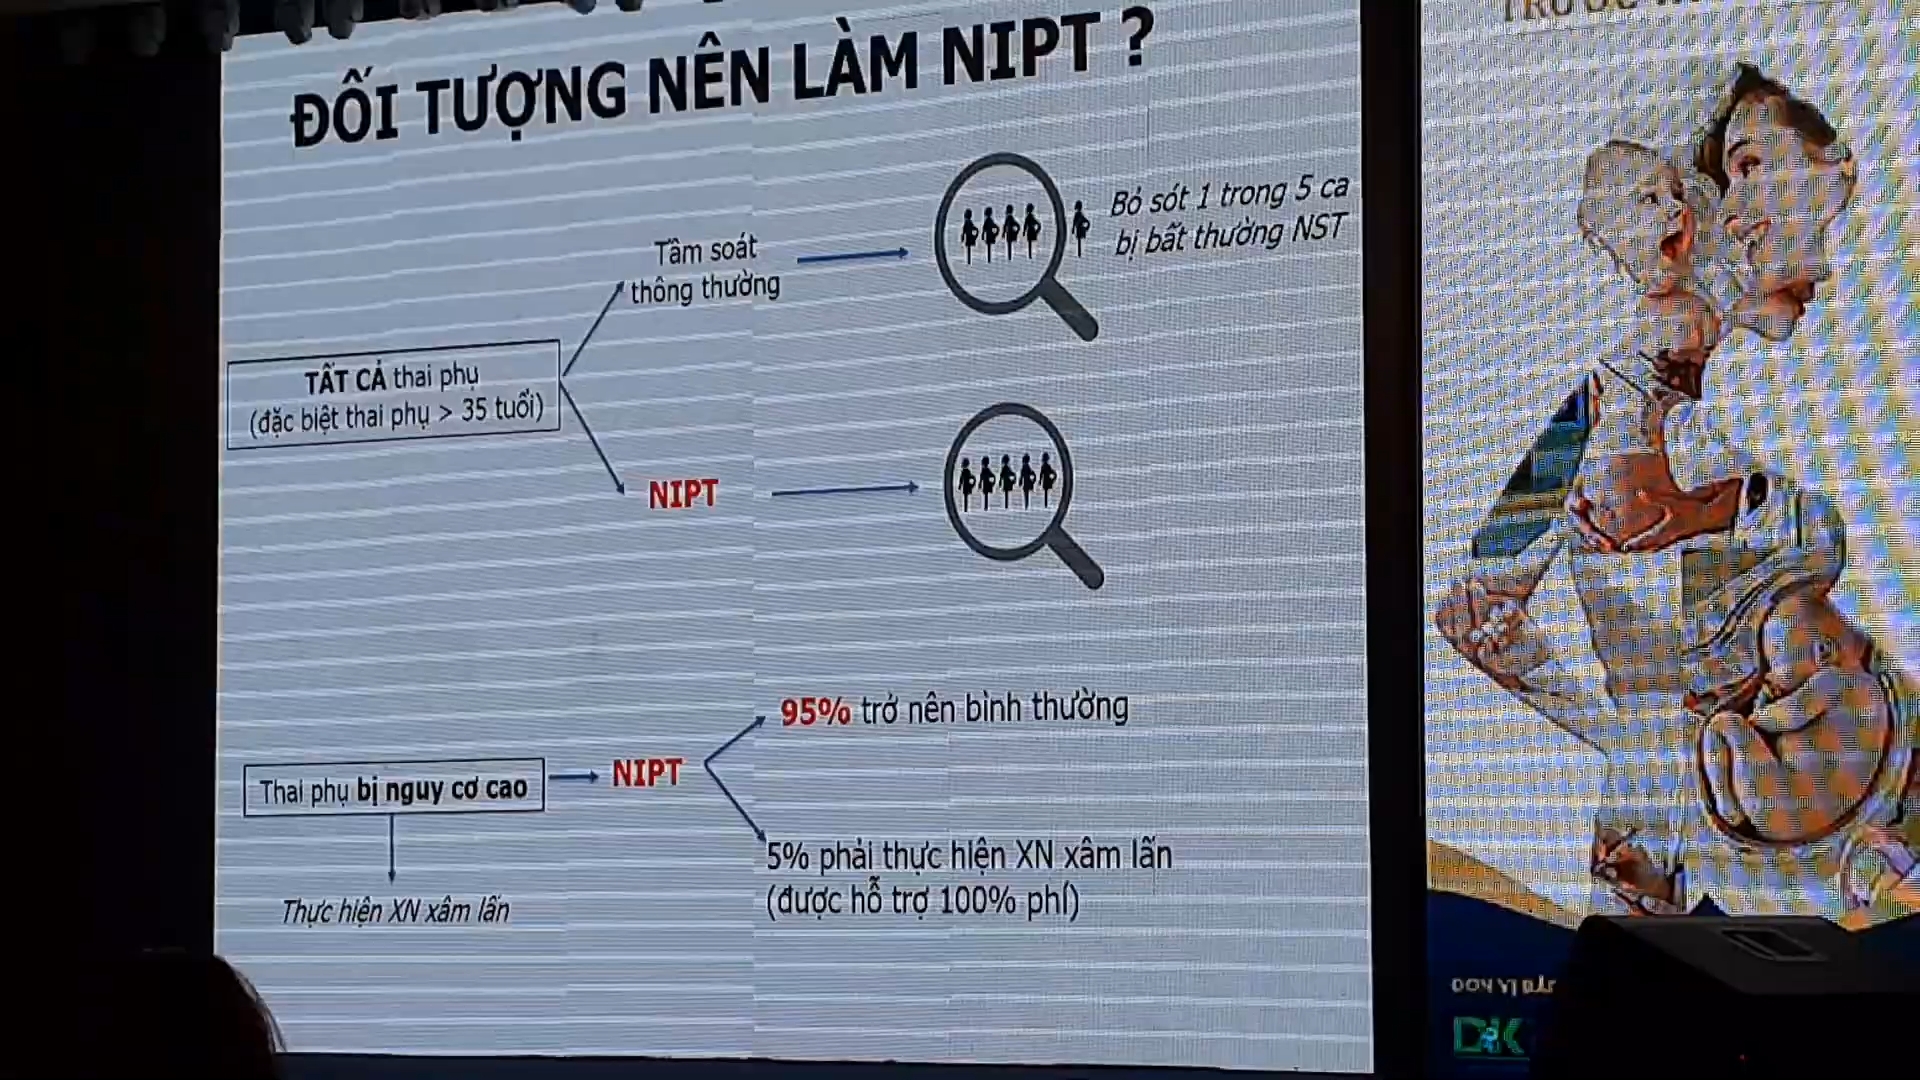 ĐỐI TƯỢNG NÊN LÀM NIPT ?
Tầm soát
thông thường
Bỏ sót 1 trong 5 ca
bị bất thường NST
TẤT CẢ thai phụ
(đặc biệt thai phụ > 35 tuổi)
NIPT
95% trở nên bình thường
Thai phụ bị nguy cơ cao
NIPT
5% phải thực hiện XN xâm lấn
(được hỗ trợ 100% phí)
Thực hiện XN xâm lấn
ĐƠN VỊ